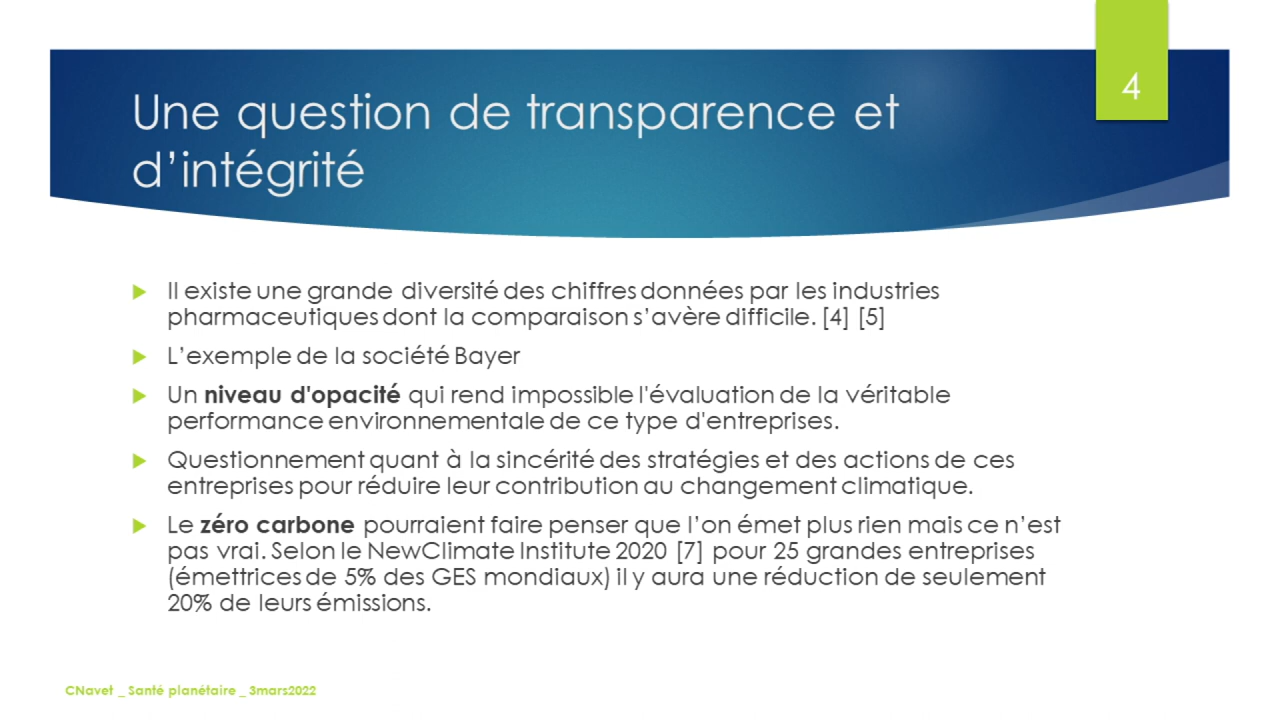 4
Une question de transparence et
d’intégrité
Il existe une grande diversité des chiffres données par les industries
pharmaceutiques dont la comparaison s’avère difficile. [4] [5]
L’exemple de la société Bayer
Un niveau d'opacité qui rend impossible l'évaluation de la véritable
performance environnementale de ce type d'entreprises.
Questionnement quant à la sincérité des stratégies et des actions de ces
entreprises pour réduire leur contribution au changement climatique.
Le zéro carbone pourraient faire penser que l’on émet plus rien mais ce n’est
pas vrai. Selon le NewClimate Institute 2020 [7] pour 25 grandes entreprises
(émettrices de 5% des GES mondiaux) il y aura une réduction de seulement
20% de leurs émissions.
CNavet _ Santé planétaire _ 3mars2022